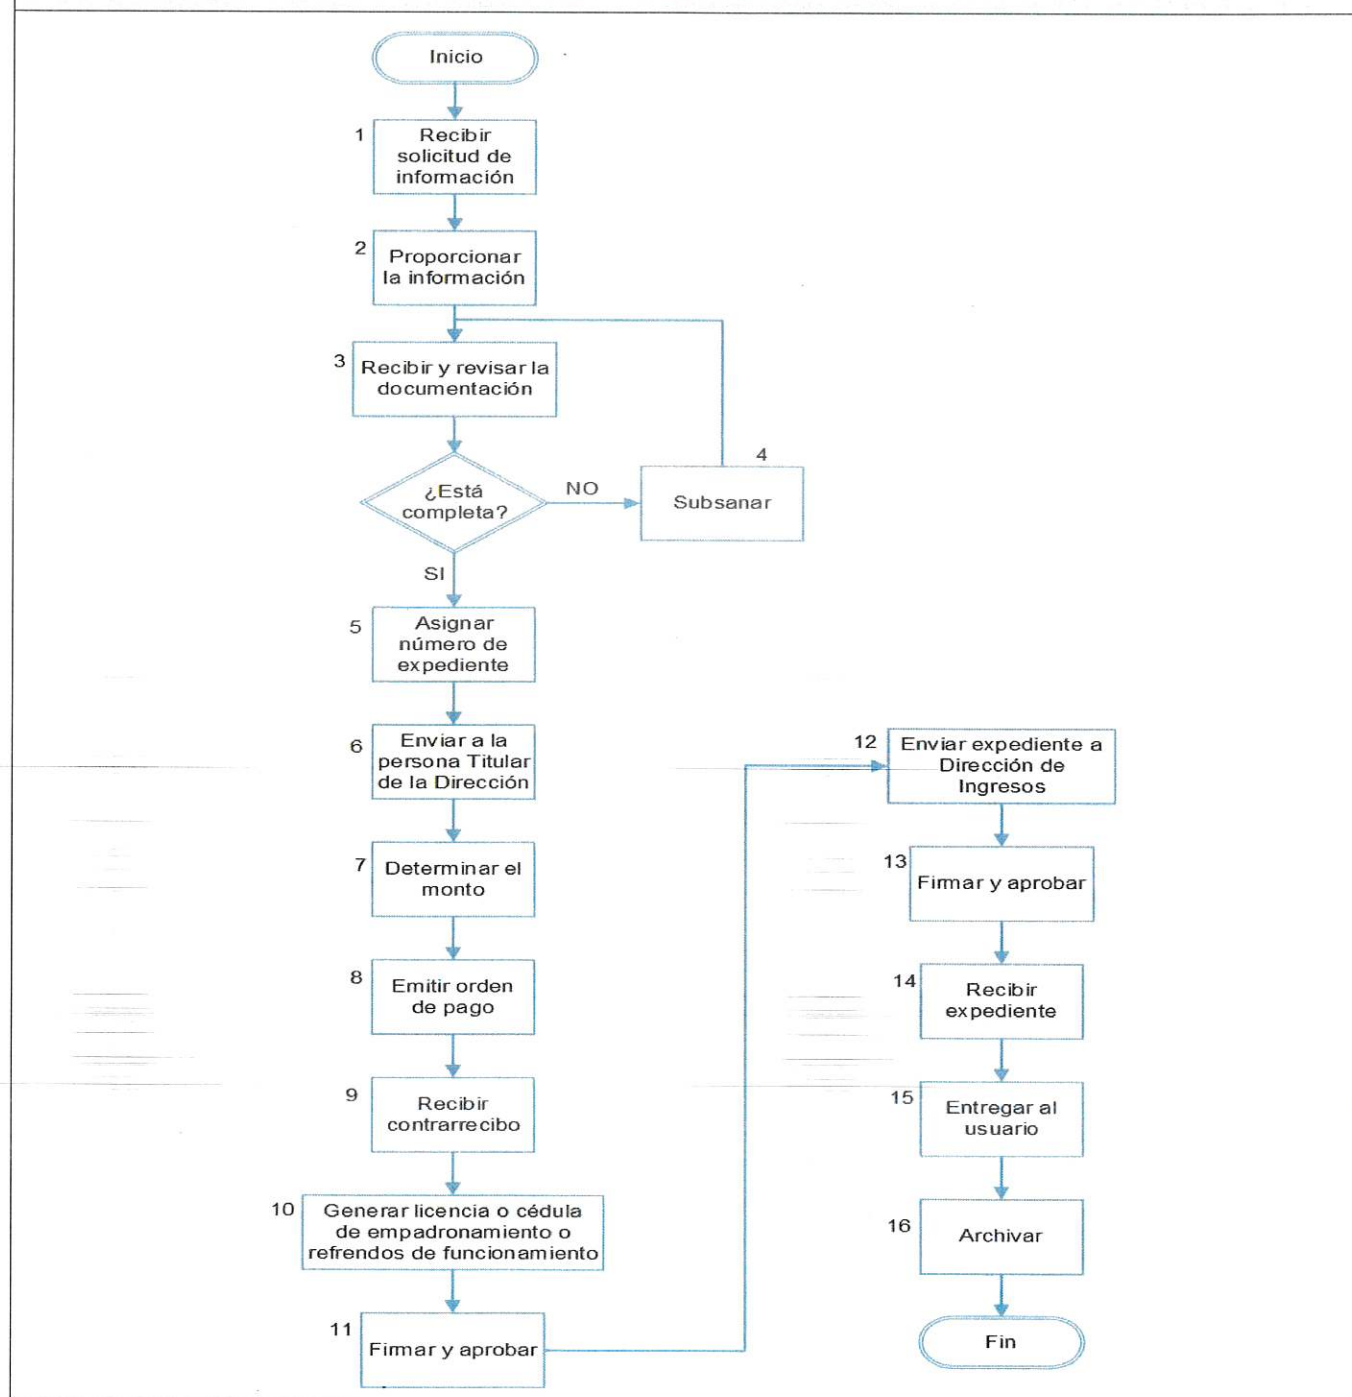 Inicio
1
Recibir
solicitud de
información
2
Proporcionar
la información
3
Recibir y revisar la
documentación
¿Está
completa?
NO
4
Subsanar
SI
5
Asignar
número de
expediente
6
Enviar a la
persona Titular
de la Dirección
7
Determinar el
monto
8
Emitir orden
de pago
9
Recibir
contrarrecibo
10
Generar licencia o cédula
de empadronamiento o
refrendos de funcionamiento
11
Firmar y aprobar
12
Enviar expediente a
Dirección de
Ingresos
13
Firmar y aprobar
14
Recibir
expediente
15
Entregar al
usuario
16
Archivar
Fin